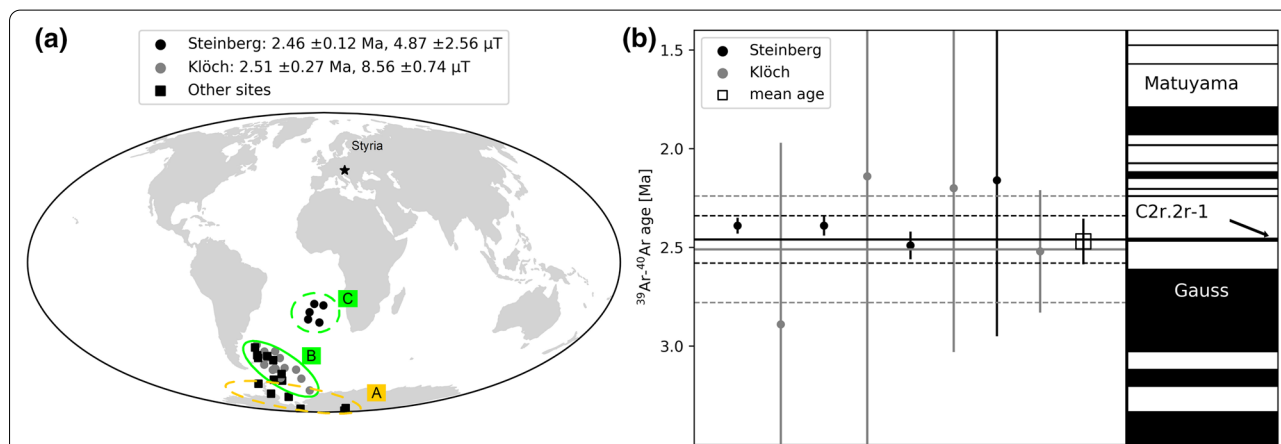 (a)
Steinberg: 2.46 ±0.12 Ma, 4.87 ±2.56 μT
Klöch: 2.51 ±0.27 Ma, 8.56 ±0.74 μT
Other sites
Styria
C
B
A
(b)
Steinberg
Klöch
mean age
³⁹Ar-⁴⁰Ar age [Ma]
1.5
2.0
2.5
3.0
Matuyama
C2r.2r-1
Gauss